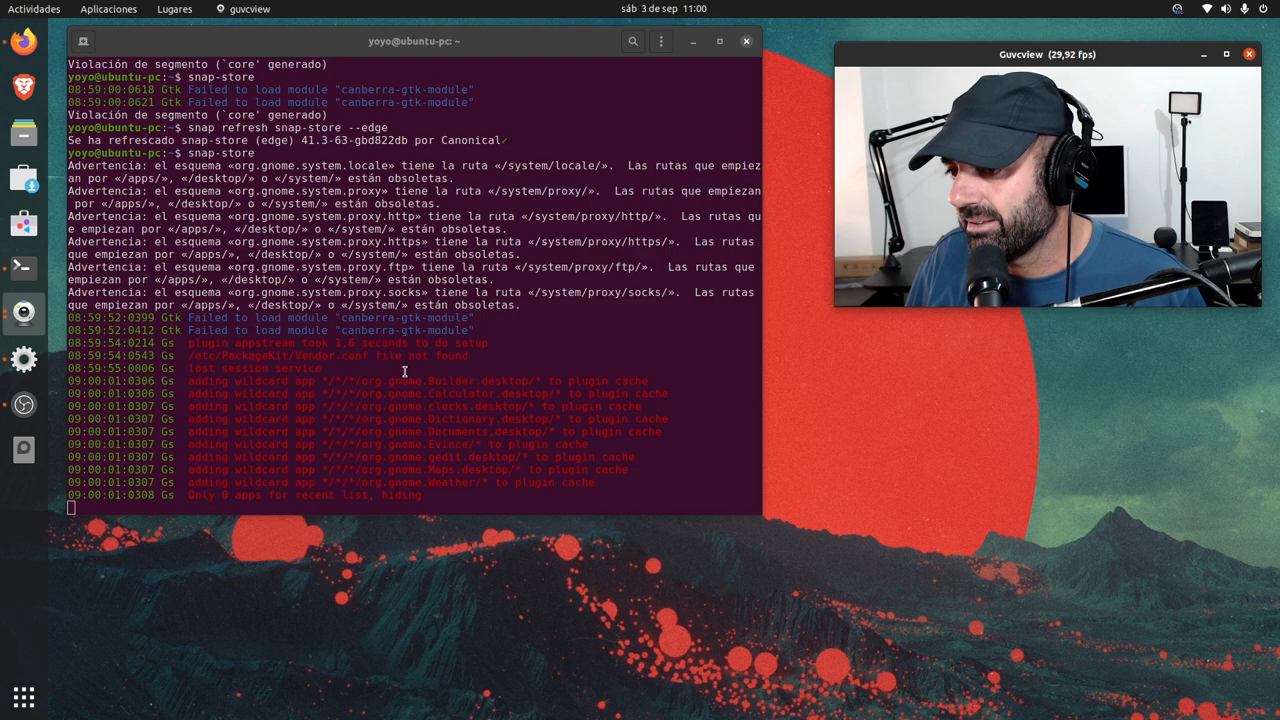 Actividades
Aplicaciones
Lugares
guvcview
sáb 3 de sep 11:00
yoyo@ubuntu-pc: ~
Violación de segmento (`core' generado)
yoyo@ubuntu-pc:~$ snap-store
08:59:00:0618 Gtk Failed to load module "canberra-gtk-module"
08:59:00:0621 Gtk Failed to load module "canberra-gtk-module"
Violación de segmento (`core' generado)
yoyo@ubuntu-pc:~$ snap refresh snap-store --edge
Se ha refrescado snap-store (edge) 41.3-63-gbd822db por Canonical✓
yoyo@ubuntu-pc:~$ snap-store
Advertencia: el esquema «org.gnome.system.locale» tiene la ruta «/system/locale/».  Las rutas que empiez
an por «/apps/», «/desktop/» o «/system/» están obsoletas.
Advertencia: el esquema «org.gnome.system.proxy» tiene la ruta «/system/proxy/».  Las rutas que empiezan
 por «/apps/», «/desktop/» o «/system/» están obsoletas.
Advertencia: el esquema «org.gnome.system.proxy.http» tiene la ruta «/system/proxy/http/».  Las rutas qu
e empiezan por «/apps/», «/desktop/» o «/system/» están obsoletas.
Advertencia: el esquema «org.gnome.system.proxy.https» tiene la ruta «/system/proxy/https/».  Las rutas
que empiezan por «/apps/», «/desktop/» o «/system/» están obsoletas.
Advertencia: el esquema «org.gnome.system.proxy.ftp» tiene la ruta «/system/proxy/ftp/».  Las rutas que
empiezan por «/apps/», «/desktop/» o «/system/» están obsoletas.
Advertencia: el esquema «org.gnome.system.proxy.socks» tiene la ruta «/system/proxy/socks/».  Las rutas
que empiezan por «/apps/», «/desktop/» o «/system/» están obsoletas.
08:59:52:0399 Gtk Failed to load module "canberra-gtk-module"
08:59:52:0412 Gtk Failed to load module "canberra-gtk-module"
08:59:54:0214 Gs  plugin appstream took 1,6 seconds to do setup
08:59:54:0543 Gs  /etc/PackageKit/Vendor.conf file not found
08:59:55:0006 Gs  lost session service
09:00:01:0306 Gs  adding wildcard app */*/*/org.gnome.Builder.desktop/* to plugin cache
09:00:01:0306 Gs  adding wildcard app */*/*/org.gnome.Calculator.desktop/* to plugin cache
09:00:01:0307 Gs  adding wildcard app */*/*/org.gnome.clocks.desktop/* to plugin cache
09:00:01:0307 Gs  adding wildcard app */*/*/org.gnome.Dictionary.desktop/* to plugin cache
09:00:01:0307 Gs  adding wildcard app */*/*/org.gnome.Documents.desktop/* to plugin cache
09:00:01:0307 Gs  adding wildcard app */*/*/org.gnome.Evince/* to plugin cache
09:00:01:0307 Gs  adding wildcard app */*/*/org.gnome.gedit.desktop/* to plugin cache
09:00:01:0307 Gs  adding wildcard app */*/*/org.gnome.Maps.desktop/* to plugin cache
09:00:01:0307 Gs  adding wildcard app */*/*/org.gnome.Weather/* to plugin cache
09:00:01:0308 Gs  Only 0 apps for recent list, hiding
Guvcview (29,92 fps)